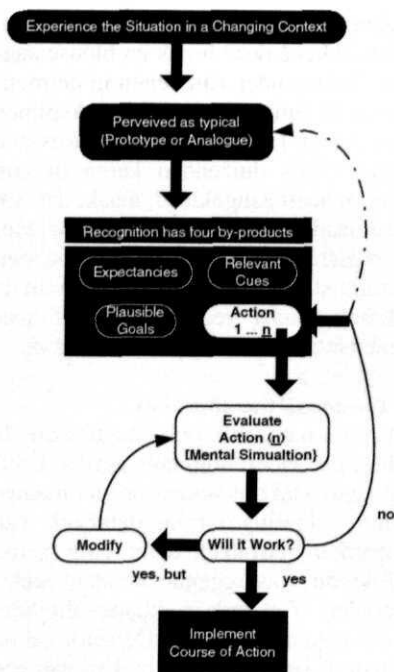 Experience the Situation in a Changing Context
Perveived as typical
(Prototype or Analogue)
Recognition has four by-products
Expectancies
Relevant
Cues
Plausible
Goals
Action
1 ... n
Evaluate
Action (n)
[Mental Simualtion}
Modify
Will it Work?
no
yes, but
yes
Implement
Course of Action